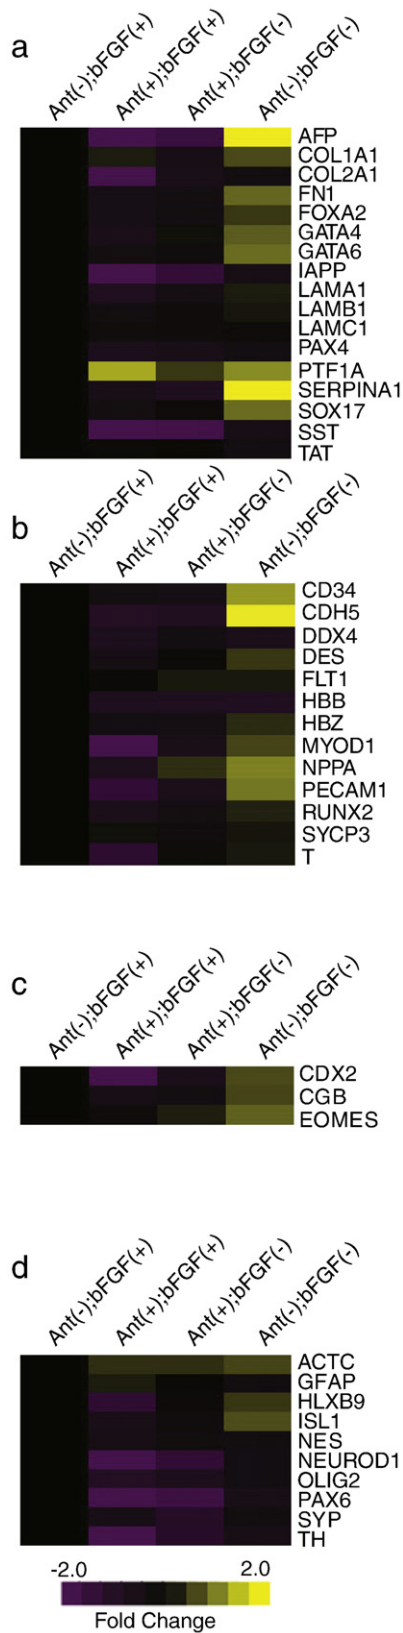 a
Ant(-);bFGF(+)
Ant(+);bFGF(+)
Ant(+);bFGF(-)
Ant(-);bFGF(-)
AFP
COL1A1
COL2A1
FN1
FOXA2
GATA4
GATA6
IAPP
LAMA1
LAMB1
LAMC1
PAX4
PTF1A
SERPINA1
SOX17
SST
TAT
b
Ant(-);bFGF(+)
Ant(+);bFGF(+)
Ant(+);bFGF(-)
Ant(-);bFGF(-)
CD34
CDH5
DDX4
DES
FLT1
HBB
HBZ
MYOD1
NPPA
PECAM1
RUNX2
SYCP3
T
c
Ant(-);bFGF(+)
Ant(+);bFGF(+)
Ant(+);bFGF(-)
Ant(-);bFGF(-)
CDX2
CGB
EOMES
d
Ant(-);bFGF(+)
Ant(+);bFGF(+)
Ant(+);bFGF(-)
Ant(-);bFGF(-)
ACTC
GFAP
HLXB9
ISL1
NES
NEUROD1
OLIG2
PAX6
SYP
TH
-2.0 2.0
Fold Change